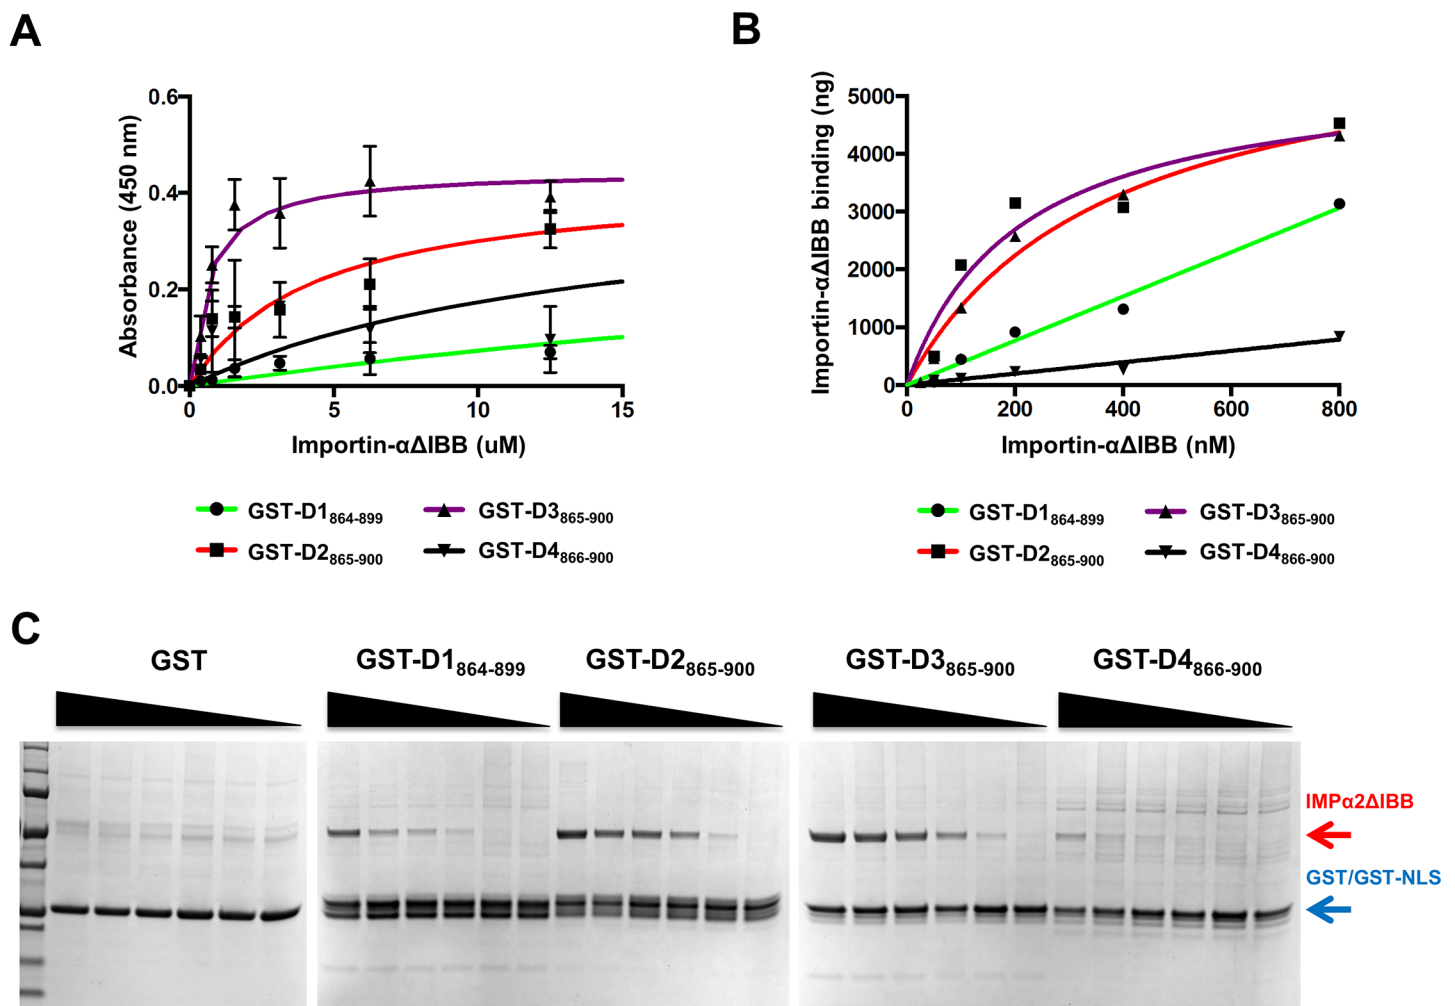 A
0.6
0.4
0.2
0.0
Absorbance (450 nm)
0 5 10 15
Importin-αΔIBB (uM)
GST-D1864-899
GST-D3865-900
GST-D2865-900
GST-D4866-900
B
5000
4000
3000
2000
1000
0
Importin-αΔIBB binding (ng)
0 200 400 600 800
Importin-αΔIBB (nM)
GST-D1864-899
GST-D3865-900
GST-D2865-900
GST-D4866-900
C
GST
GST-D1864-899
GST-D2865-900
GST-D3865-900
GST-D4866-900
IMPα2ΔIBB
GST/GST-NLS